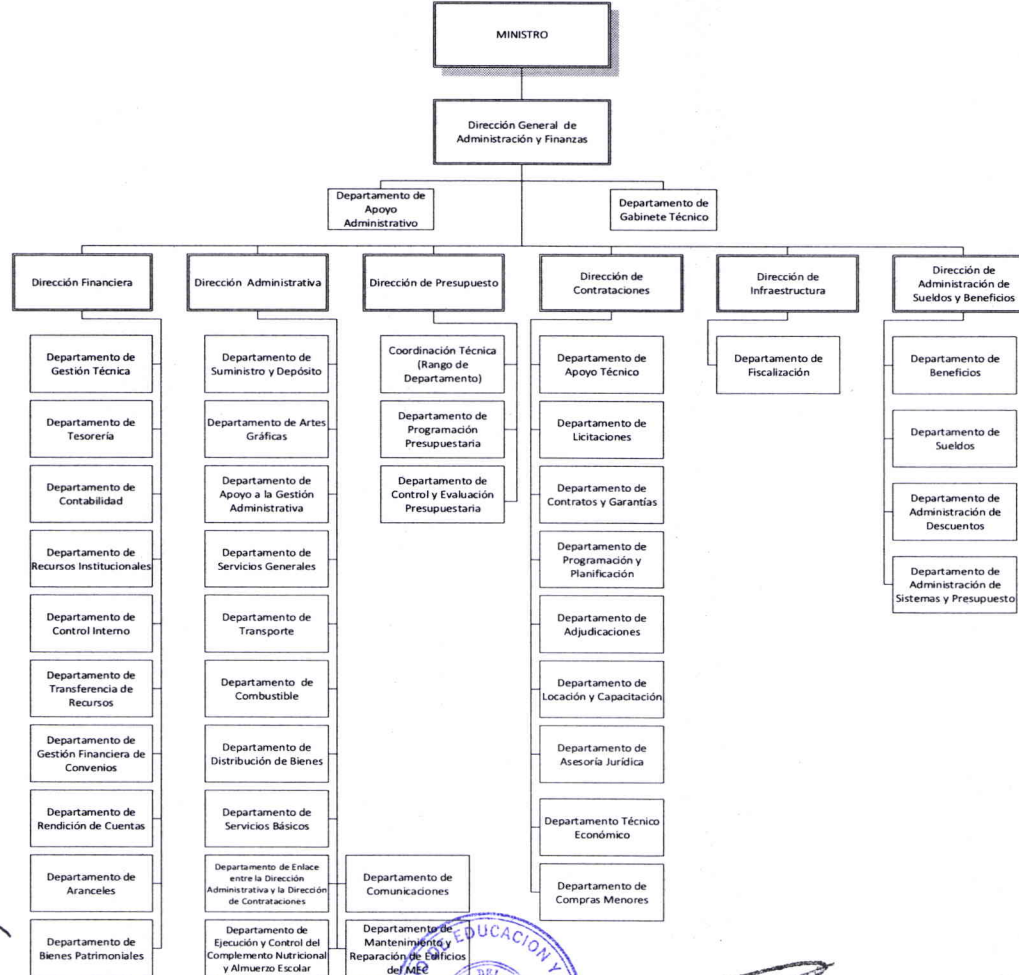 MINISTRO
Dirección General de
Administración y Finanzas
Departamento de
Apoyo
Administrativo
Departamento de
Gabinete Técnico
Dirección Financiera
Dirección Administrativa
Dirección de Presupuesto
Dirección de
Contrataciones
Dirección de
Infraestructura
Dirección de
Administración de
Sueldos y Beneficios
Departamento de
Gestión Técnica
Departamento de
Tesorería
Departamento de
Contabilidad
Departamento de
Recursos Institucionales
Departamento de
Control Interno
Departamento de
Transferencia de
Recursos
Departamento de
Gestión Financiera de
Convenios
Departamento de
Rendición de Cuentas
Departamento de
Aranceles
Departamento de
Bienes Patrimoniales
Departamento de
Suministro y Depósito
Departamento de Artes
Gráficas
Departamento de
Apoyo a la Gestión
Administrativa
Departamento de
Servicios Generales
Departamento de
Transporte
Departamento de
Combustible
Departamento de
Distribución de Bienes
Departamento de
Servicios Básicos
Departamento de Enlace
entre la Dirección
Administrativa y la Dirección
de Contrataciones
Departamento de
Ejecución y Control del
Complemento Nutricional
y Almuerzo Escolar
Departamento de
Comunicaciones
Departamento de
Mantenimiento y
Reparación de Edificios
del MEC
Coordinación Técnica
(Rango de
Departamento)
Departamento de
Programación
Presupuestaria
Departamento de
Control y Evaluación
Presupuestaria
Departamento de
Apoyo Técnico
Departamento de
Licitaciones
Departamento de
Contratos y Garantías
Departamento de
Programación y
Planificación
Departamento de
Adjudicaciones
Departamento de
Locación y Capacitación
Departamento de
Asesoría Jurídica
Departamento Técnico
Económico
Departamento de
Compras Menores
Departamento de
Fiscalización
Departamento de
Beneficios
Departamento de
Sueldos
Departamento de
Administración de
Descuentos
Departamento de
Administración de
Sistemas y Presupuesto
EDUCACION Y
DEL